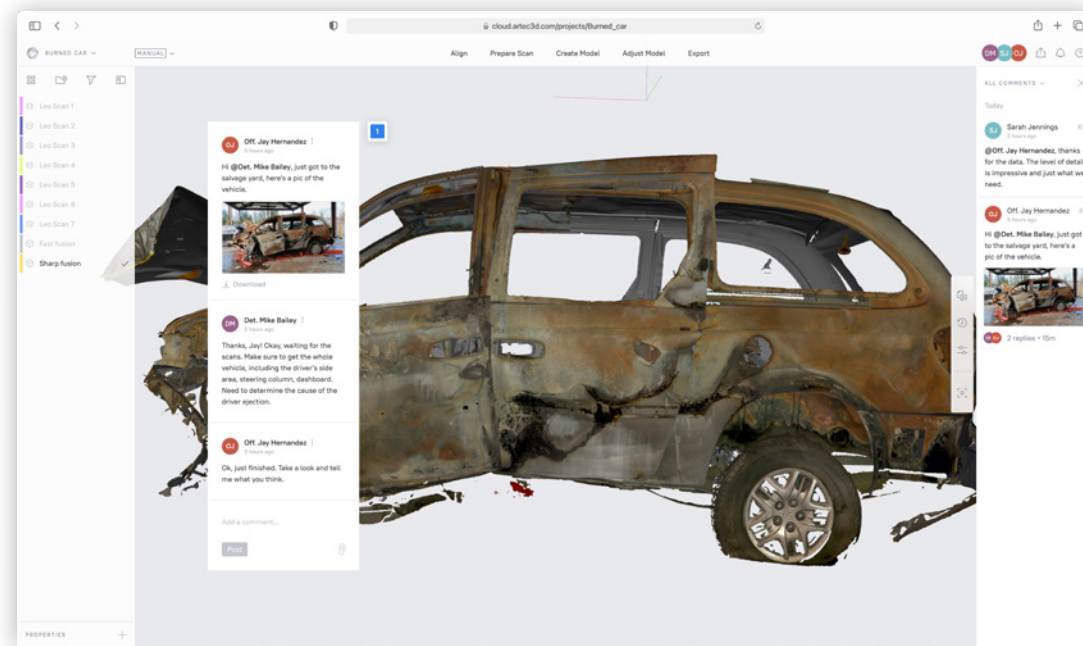 cloud.artec3d.com/projects/Burned_car
BURNED CAR
MANUAL
Align
Prepare Scan
Create Model
Adjust Model
Export
DM
SJ
OJ
Leo Scan 1
Leo Scan 2
Leo Scan 3
Leo Scan 4
Leo Scan 5
Leo Scan 6
Leo Scan 7
Fast fusion
Sharp fusion
PROPERTIES
1
OJ
Off. Jay Hernandez
5 hours ago
Hi @Det. Mike Bailey, just got to the
salvage yard, here's a pic of the
vehicle.
Download
DM
Det. Mike Bailey
5 hours ago
Thanks, Jay! Okay, waiting for the
scans. Make sure to get the whole
vehicle, including the driver's side
area, steering column, dashboard.
Need to determine the cause of the
driver ejection.
OJ
Off. Jay Hernandez
3 hours ago
Ok, just finished. Take a look and tell
me what you think.
Add a comment...
Post
ALL COMMENTS
Today
SJ
Sarah Jennings
2 hours ago
@Off. Jay Hernandez, thanks
for the data. The level of detail
is impressive and just what we
need.
OJ
Off. Jay Hernandez
5 hours ago
Hi @Det. Mike Bailey, just got
to the salvage yard, here's a
pic of the vehicle.
2 replies • 15m